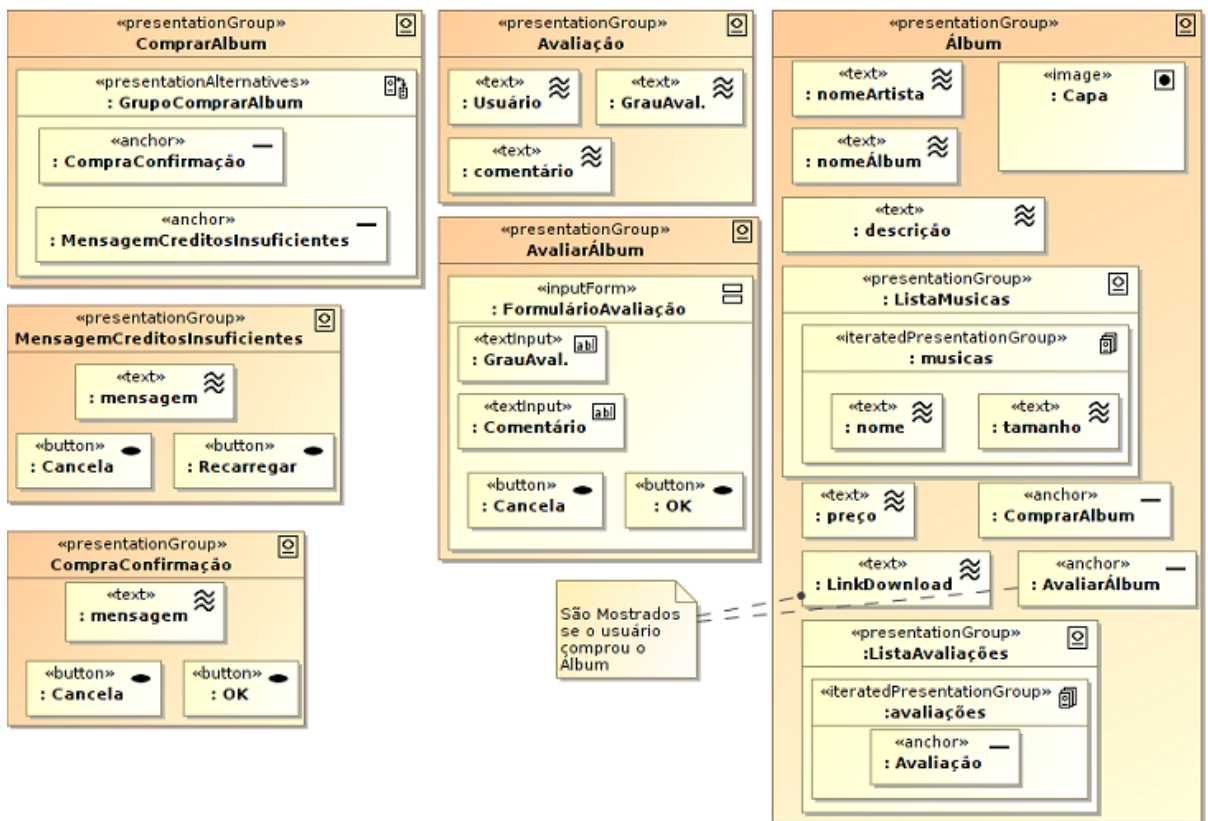 «presentationGroup»
ComprarAlbum
«presentationAlternatives»
: GrupoComprarAlbum
«anchor»
: CompraConfirmação
«anchor»
: MensagemCreditosInsuficientes
«presentationGroup»
MensagemCreditosInsuficientes
«text»
: mensagem
«button»
: Cancela
«button»
: Recarregar
«presentationGroup»
CompraConfirmação
«text»
: mensagem
«button»
: Cancela
«button»
: OK
«presentationGroup»
Avaliação
«text»
: Usuário
«text»
: GrauAval.
«text»
: comentário
«presentationGroup»
AvaliarÁlbum
«inputForm»
: FormulárioAvaliação
«textInput»
: GrauAval.
ab|
«textInput»
: Comentário
ab|
«button»
: Cancela
«button»
: OK
São Mostrados
se o usuário
comprou o
Álbum
«presentationGroup»
Álbum
«text»
: nomeArtista
«image»
: Capa
«text»
: nomeÁlbum
«text»
: descrição
«presentationGroup»
: ListaMusicas
«iteratedPresentationGroup»
: musicas
«text»
: nome
«text»
: tamanho
«text»
: preço
«anchor»
: ComprarAlbum
«text»
: LinkDownload
«anchor»
: AvaliarÁlbum
«presentationGroup»
:ListaAvaliações
«iteratedPresentationGroup»
:avaliações
«anchor»
: Avaliação